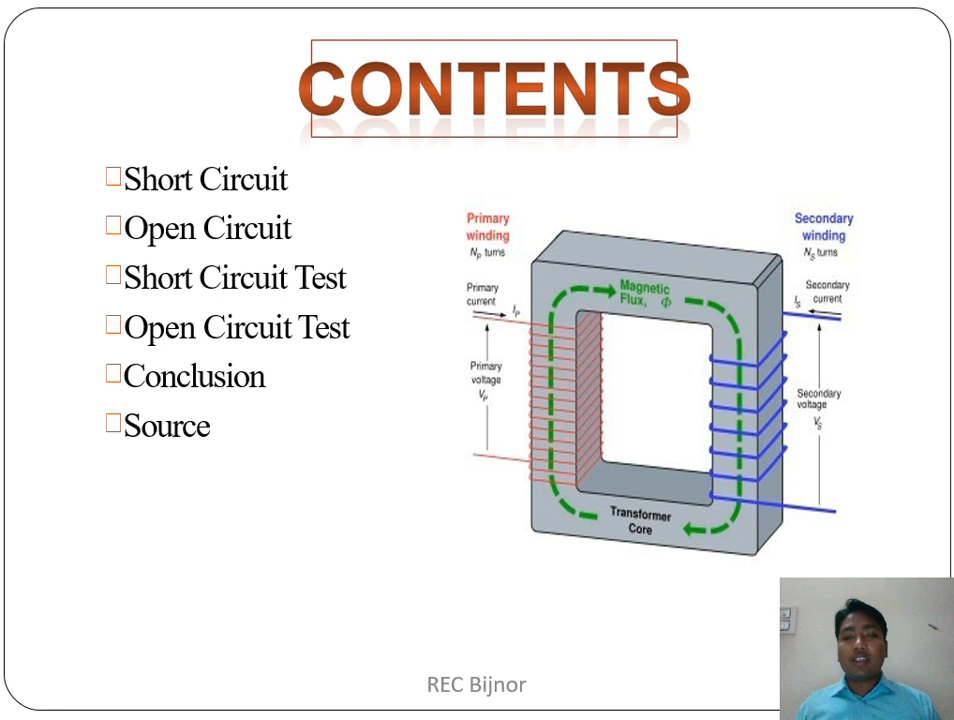 CONTENTS
Short Circuit
Open Circuit
Short Circuit Test
Open Circuit Test
Conclusion
Source
Primary
winding
Nₚ turns
Secondary
winding
Nₛ turns
Primary
current
Iₚ
Magnetic
Flux, Φ
Iₛ
Secondary
current
Primary
voltage
Vₚ
Secondary
voltage
Vₛ
Transformer
Core
REC Bijnor